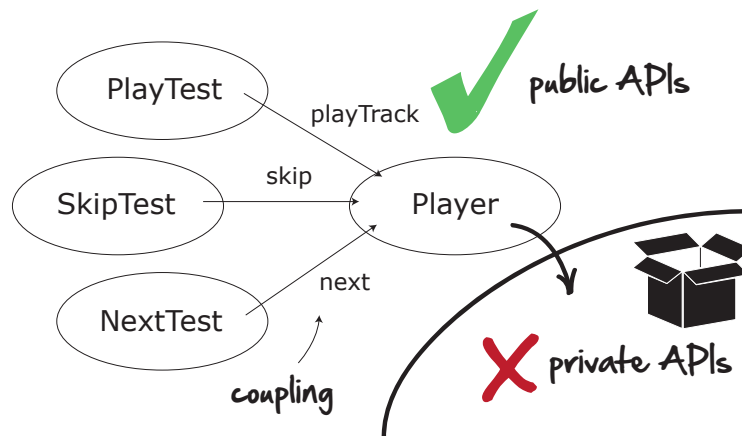 PlayTest
playTrack
public APIs
SkipTest
skip
Player
NextTest
next
coupling
private APIs